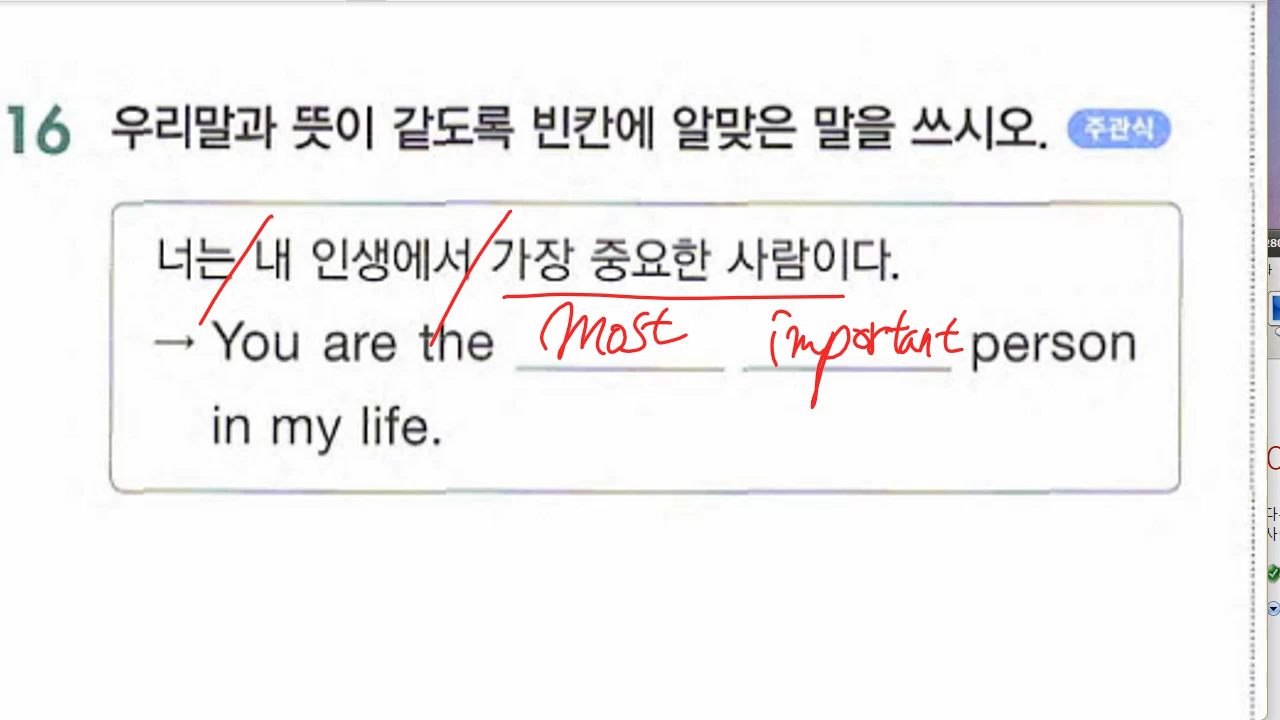 16 우리말과 뜻이 같도록 빈칸에 알맞은 말을 쓰시오. 주관식
너는 내 인생에서 가장 중요한 사람이다.
→ You are the most important person
in my life.